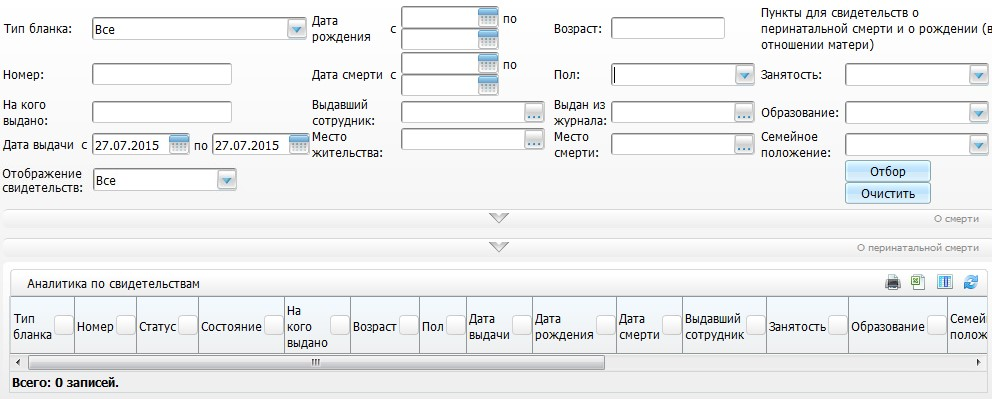 Тип бланка: Все
Дата рождения с по
Возраст:
Пункты для свидетельств о
перинатальной смерти и о рождении (в
отношении матери)
Номер:
Дата смерти с по
Пол:
Занятость:
На кого
выдано:
Выдавший
сотрудник:
Выдан из
журнала:
Образование:
Дата выдачи с 27.07.2015 по 27.07.2015
Место
жительства:
Место
смерти:
Семейное
положение:
Отображение
свидетельств: Все
Отбор
Очистить
О смерти
О перинатальной смерти
Аналитика по свидетельствам
Тип
бланка
Номер
Статус
Состояние
На
кого
выдано
Возраст
Пол
Дата
выдачи
Дата
рождения
Дата
смерти
Выдавший
сотрудник
Занятость
Образование
Семей
полож
Всего: 0 записей.